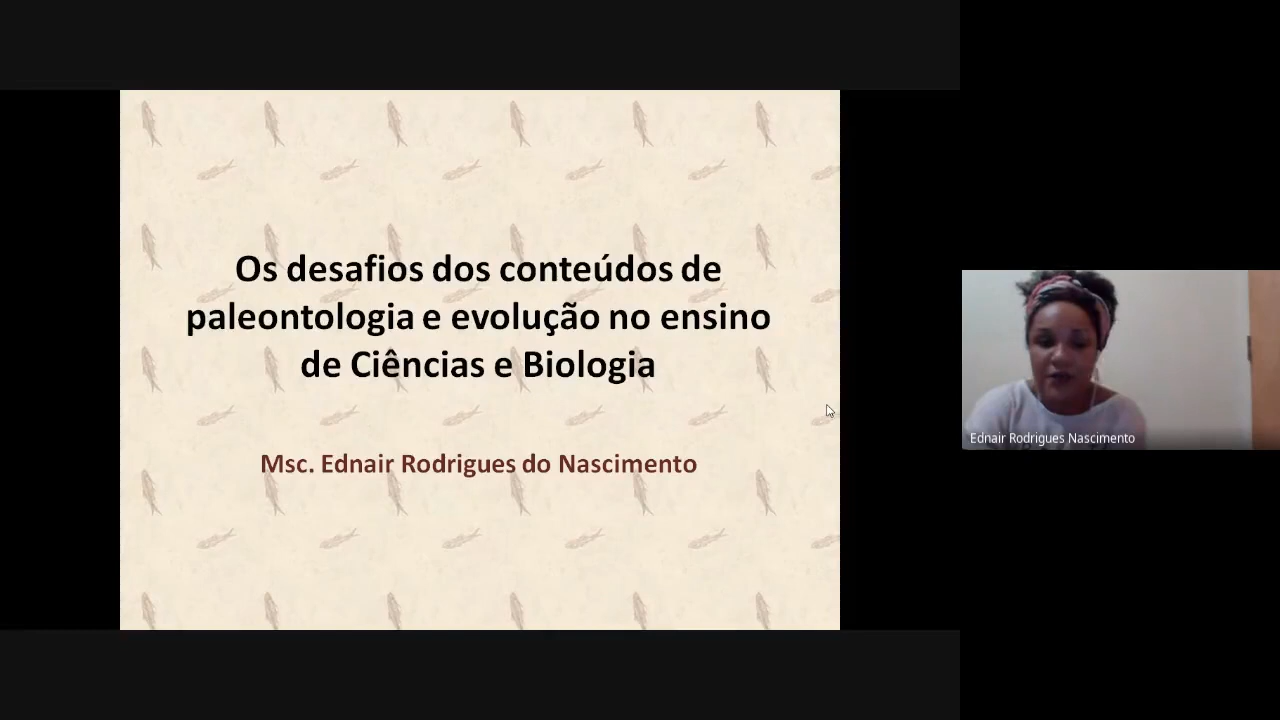 Os desafios dos conteúdos de
paleontologia e evolução no ensino
de Ciências e Biologia
Msc. Ednair Rodrigues do Nascimento
Ednair Rodrigues Nascimento